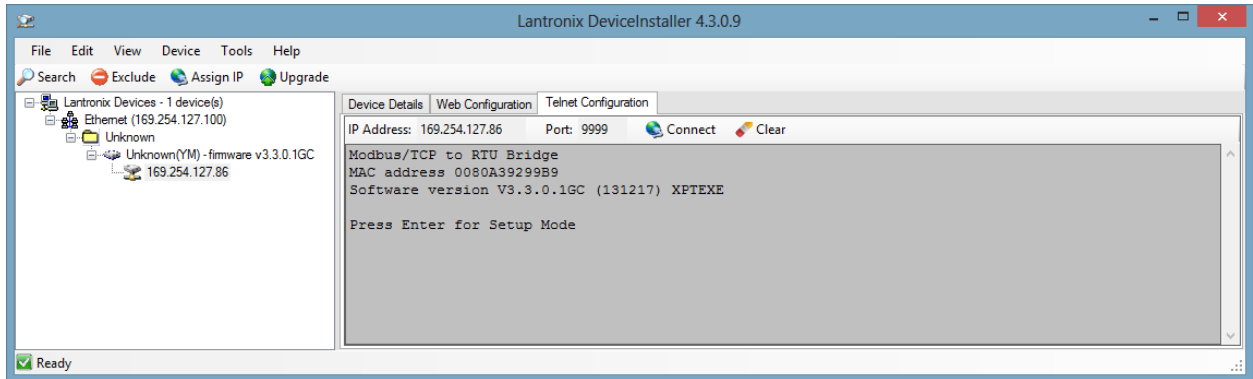 Lantronix DeviceInstaller 4.3.0.9
File Edit View Device Tools Help
Search Exclude Assign IP Upgrade
Lantronix Devices - 1 device(s)
Ethernet (169.254.127.100)
Unknown
Unknown(YM) - firmware v3.3.0.1GC
169.254.127.86
Device Details Web Configuration Telnet Configuration
IP Address: 169.254.127.86 Port: 9999 Connect Clear
Modbus/TCP to RTU Bridge
MAC address 0080A39299B9
Software version V3.3.0.1GC (131217) XPTEXE
Press Enter for Setup Mode
Ready